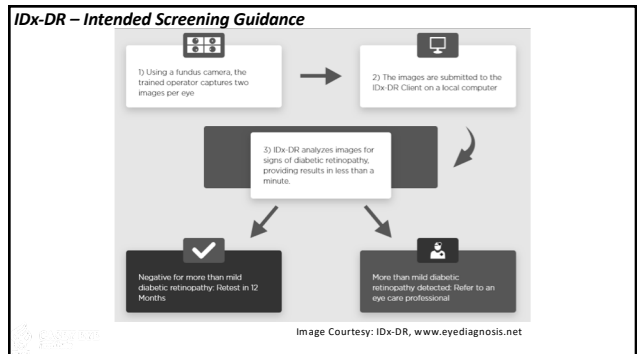 IDx-DR – Intended Screening Guidance
1) Using a fundus camera, the
trained operator captures two
images per eye
2) The images are submitted to the
IDx-DR Client on a local computer
3) IDx-DR analyzes images for
signs of diabetic retinopathy,
providing results in less than a
minute.
Negative for more than mild
diabetic retinopathy: Retest in 12
Months
More than mild diabetic
retinopathy detected: Refer to an
eye care professional
Image Courtesy: IDx-DR, www.eyediagnosis.net